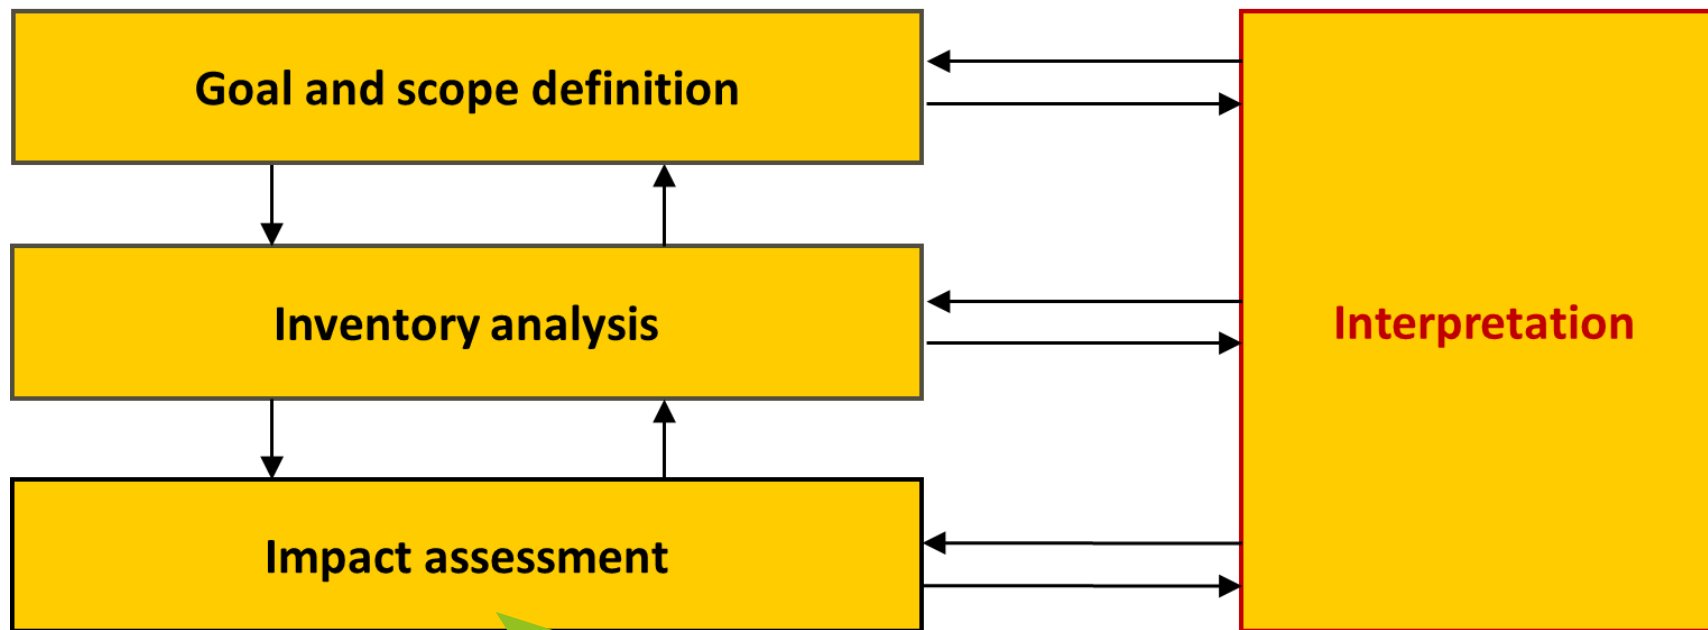 Goal and scope definition
Inventory analysis
Interpretation
Impact assessment